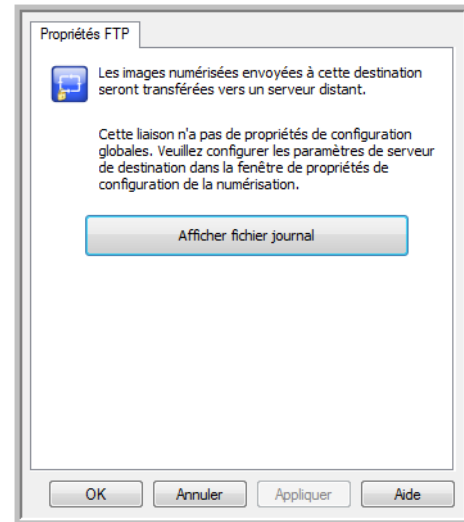 Propriétés FTP
Les images numérisées envoyées à cette destination
seront transférées vers un serveur distant.
Cette liaison n'a pas de propriétés de configuration
globales. Veuillez configurer les paramètres de serveur
de destination dans la fenêtre de propriétés de
configuration de la numérisation.
Afficher fichier journal
OK Annuler Appliquer Aide